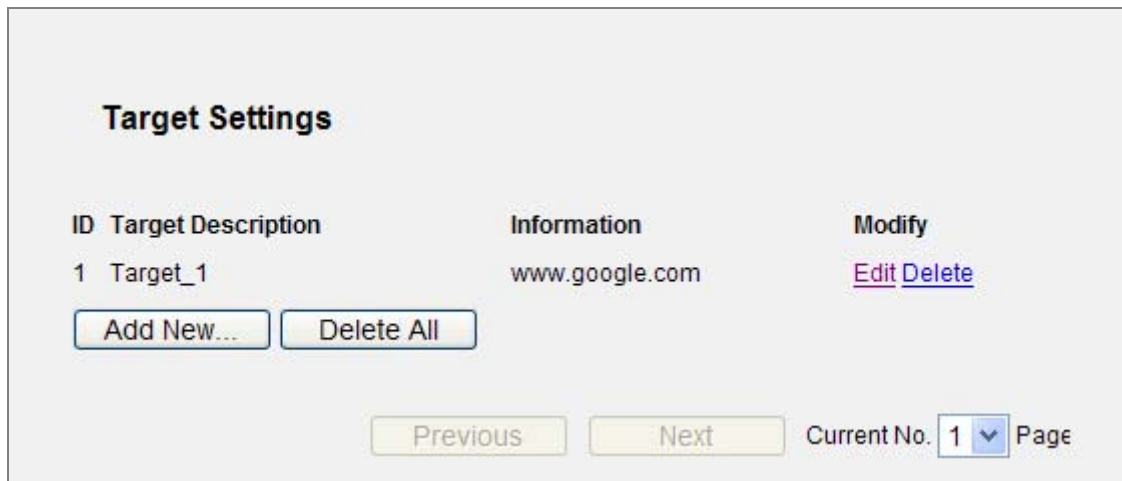 Target Settings
ID Target Description Information Modify
1 Target_1 www.google.com Edit Delete
Add New... Delete All
Previous Next Current No. 1 Page